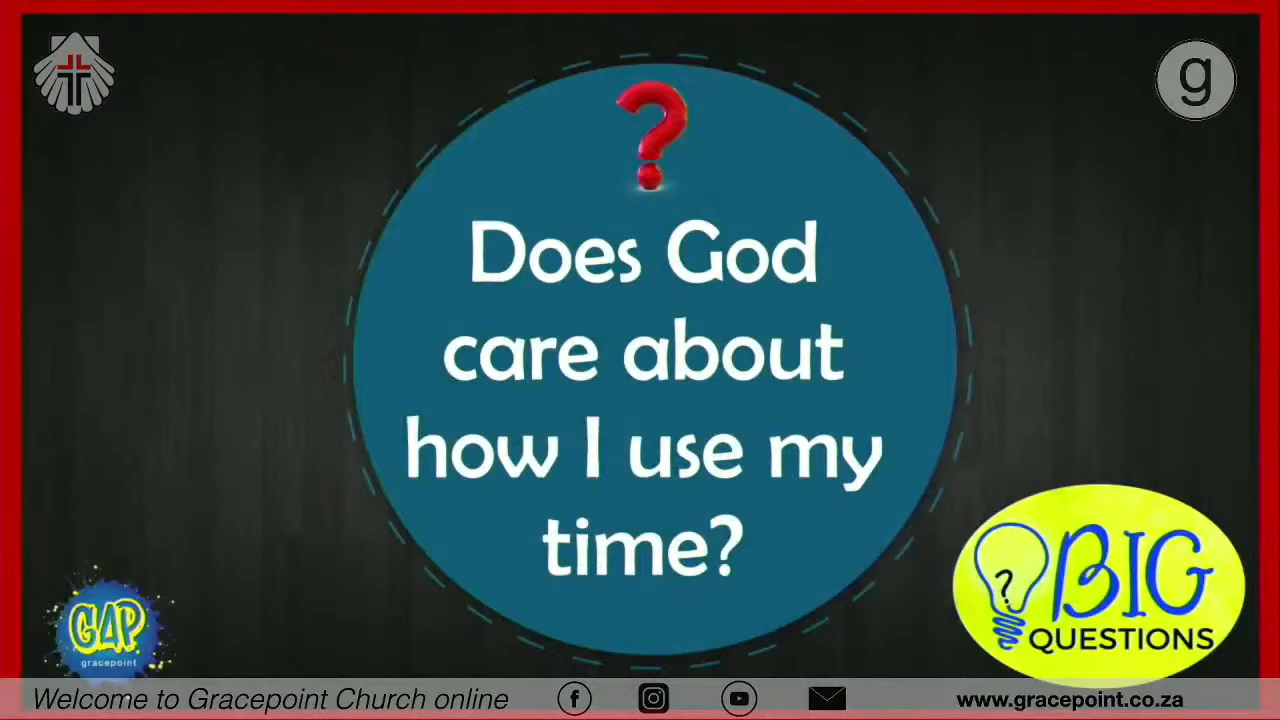 g
?
Does God
care about
how I use my
time?
?
BIG
QUESTIONS
GAP
gracepoint
Welcome to Gracepoint Church online
www.gracepoint.co.za